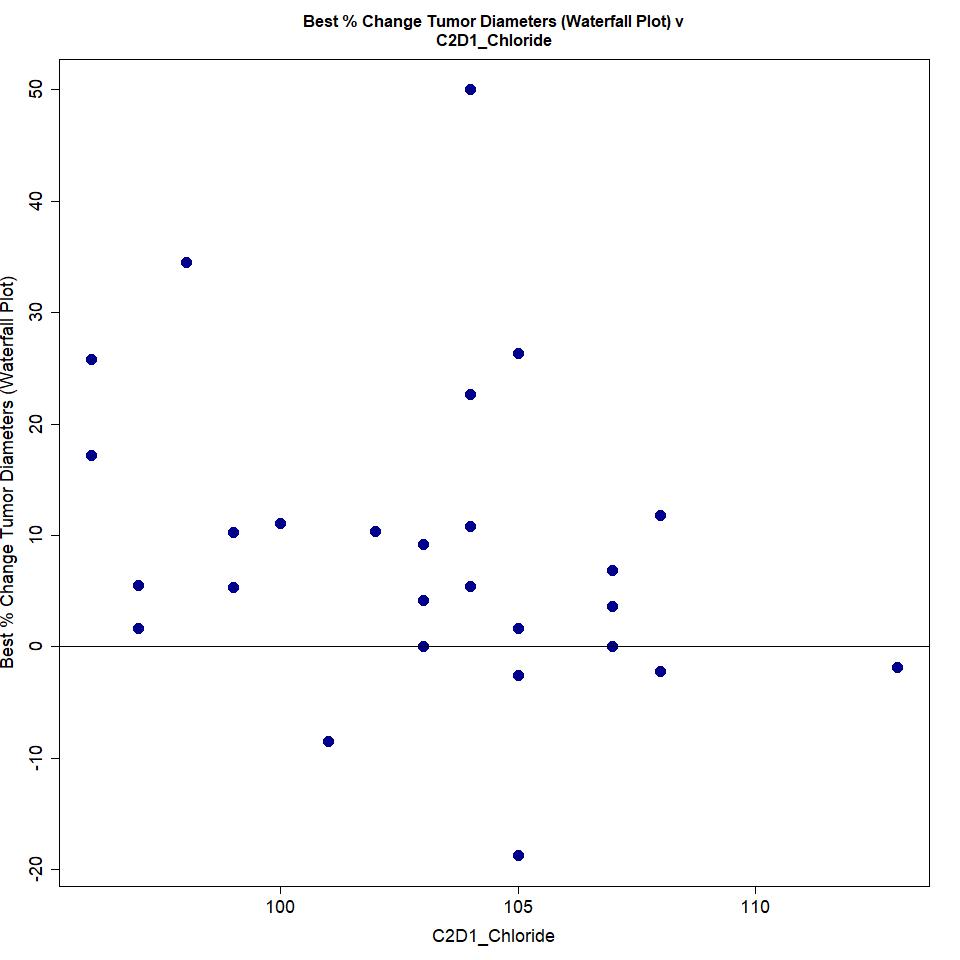 Best % Change Tumor Diameters (Waterfall Plot) v
C2D1_Chloride
Best % Change Tumor Diameters (Waterfall Plot)
50
40
30
20
10
0
-10
-20
100
105
110
C2D1_Chloride